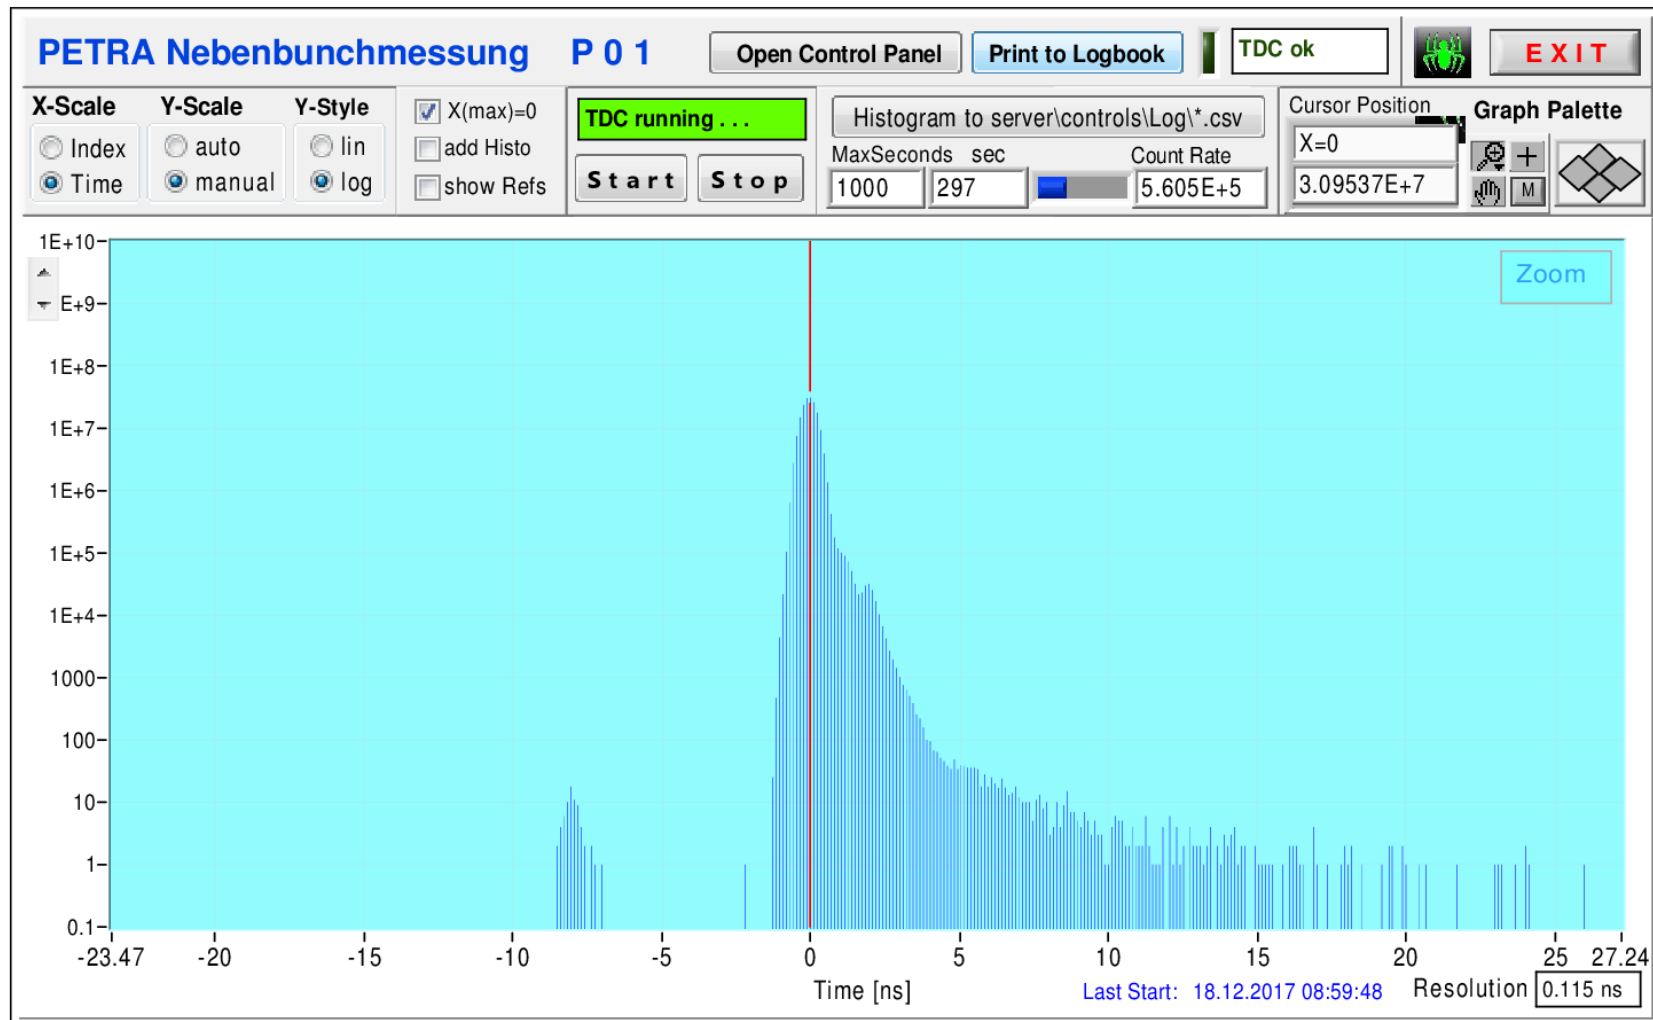 PETRA Nebenbunchmessung P 0 1 Open Control Panel Print to Logbook TDC ok E X I T
X-Scale Y-Scale Y-Style X(max)=0 TDC running . . . Histogram to server\controls\Log\*.csv Cursor Position Graph Palette
Index auto lin add Histo MaxSeconds sec Count Rate X=0
Time manual log show Refs Start Stop 1000 297 5.605E+5 3.09537E+7 M
1E+10
Zoom
E+9
1E+8
1E+7
1E+6
1E+5
1E+4
1000
100
10
1
0.1
-23.47 -20 -15 -10 -5 0 5 10 15 20 25 27.24
Time [ns] Last Start: 18.12.2017 08:59:48 Resolution 0.115 ns